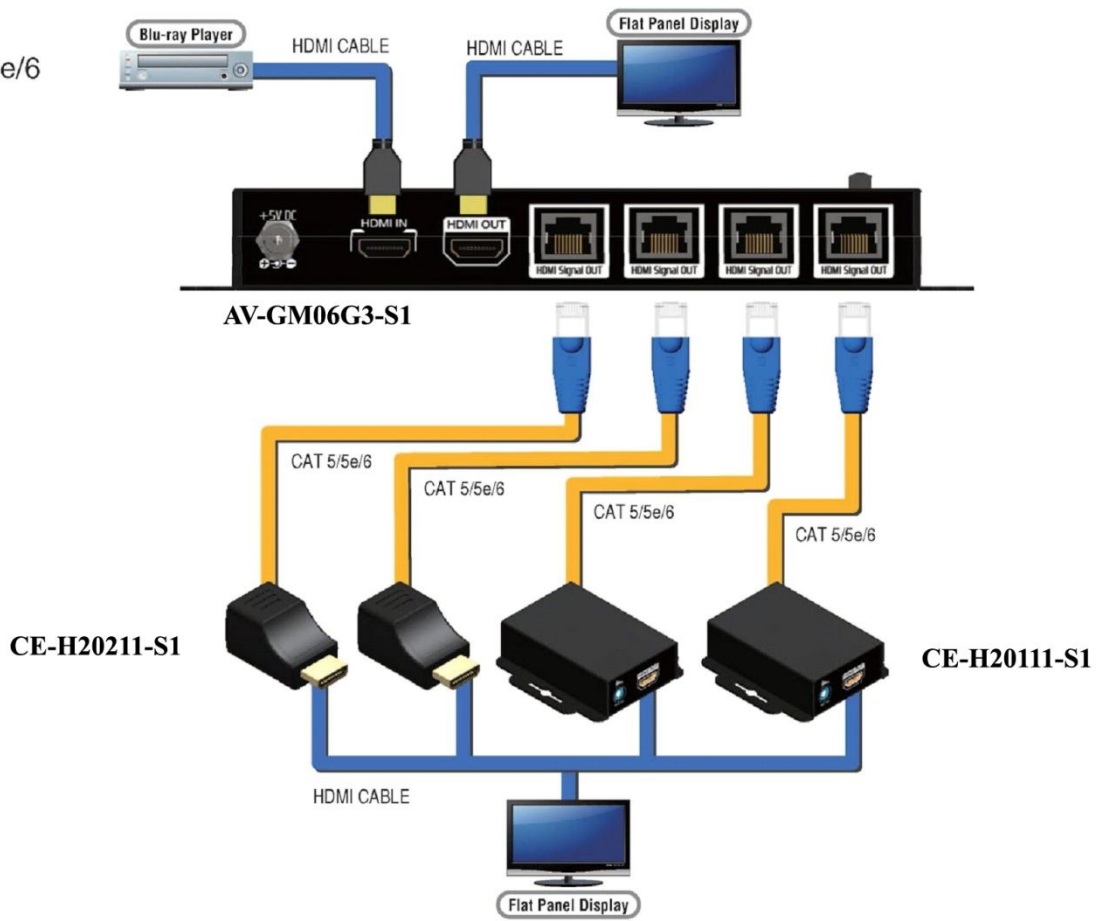 Blu-ray Player
Flat Panel Display
HDMI CABLE
HDMI CABLE
e/6
+5V DC
HDMI IN
HDMI OUT
HDMI Signal OUT
HDMI Signal OUT
HDMI Signal OUT
HDMI Signal OUT
AV-GM06G3-S1
CAT 5/5e/6
CAT 5/5e/6
CAT 5/5e/6
CAT 5/5e/6
CE-H20211-S1
CE-H20111-S1
HDMI CABLE
Flat Panel Display